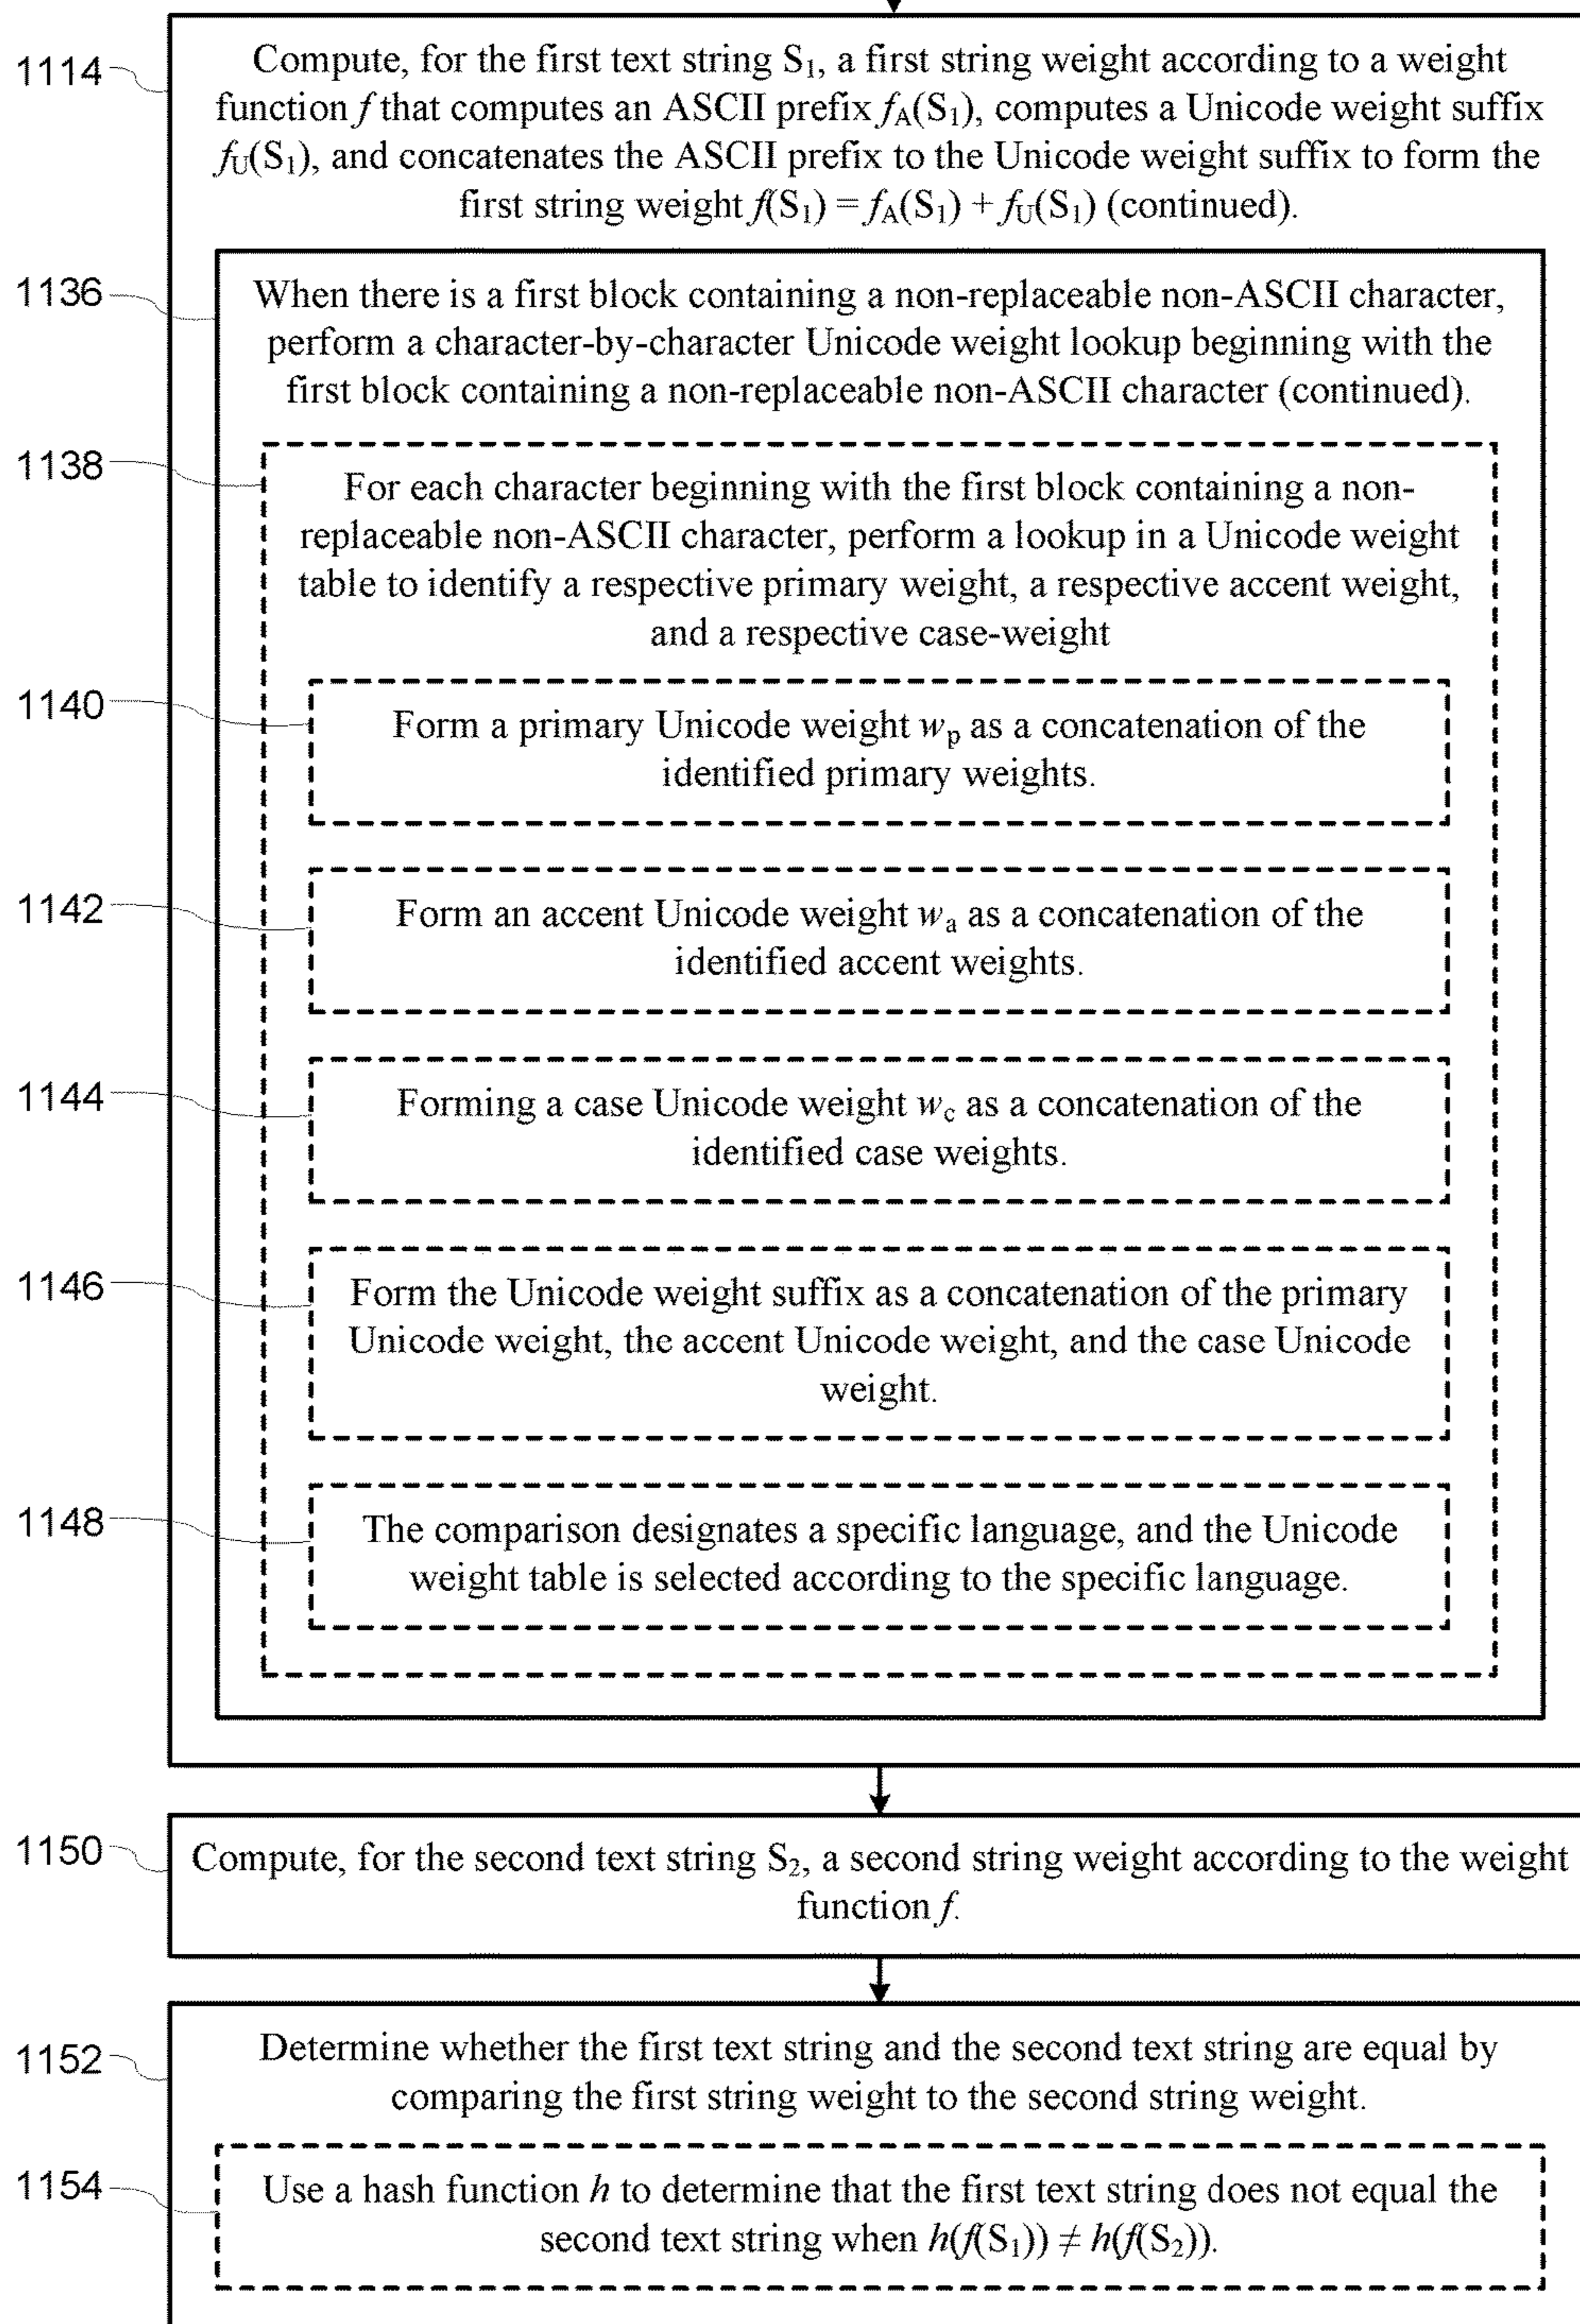 1114
Compute, for the first text string S₁, a first string weight according to a weight
function f that computes an ASCII prefix f_A(S₁), computes a Unicode weight suffix
f_U(S₁), and concatenates the ASCII prefix to the Unicode weight suffix to form the
first string weight f(S₁) = f_A(S₁) + f_U(S₁) (continued).
1136
When there is a first block containing a non-replaceable non-ASCII character,
perform a character-by-character Unicode weight lookup beginning with the
first block containing a non-replaceable non-ASCII character (continued).
1138
For each character beginning with the first block containing a non-
replaceable non-ASCII character, perform a lookup in a Unicode weight
table to identify a respective primary weight, a respective accent weight,
and a respective case-weight
1140
Form a primary Unicode weight w_p as a concatenation of the
identified primary weights.
1142
Form an accent Unicode weight w_a as a concatenation of the
identified accent weights.
1144
Forming a case Unicode weight w_c as a concatenation of the
identified case weights.
1146
Form the Unicode weight suffix as a concatenation of the primary
Unicode weight, the accent Unicode weight, and the case Unicode
weight.
1148
The comparison designates a specific language, and the Unicode
weight table is selected according to the specific language.
1150
Compute, for the second text string S₂, a second string weight according to the weight
function f.
1152
Determine whether the first text string and the second text string are equal by
comparing the first string weight to the second string weight.
1154
Use a hash function h to determine that the first text string does not equal the
second text string when h(f(S₁)) ≠ h(f(S₂)).